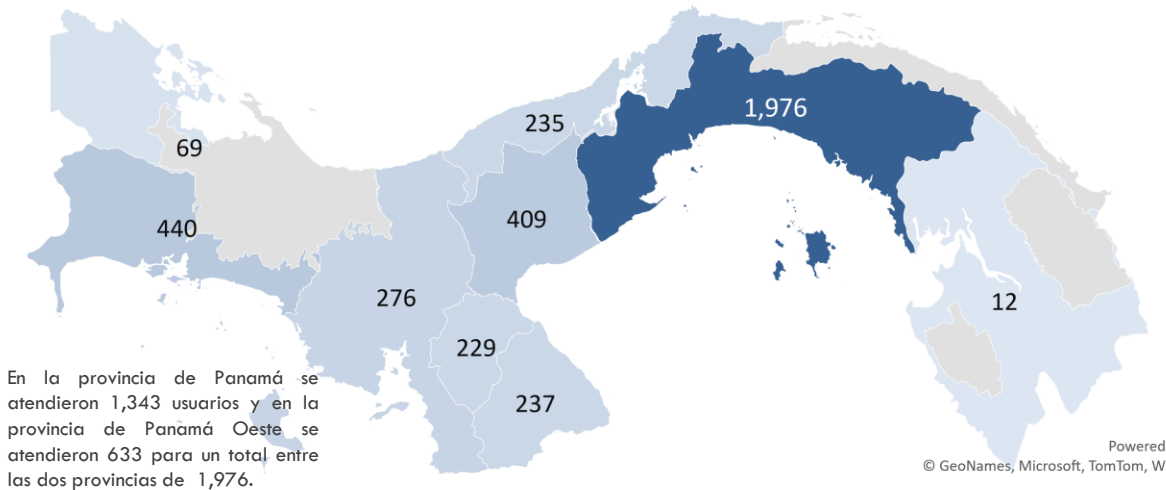 1,976
235
69
440
409
276
12
229
237
En la provincia de Panamá se
atendieron 1,343 usuarios y en la
provincia de Panamá Oeste se
atendieron 633 para un total entre
las dos provincias de 1,976.
Powered
© GeoNames, Microsoft, TomTom, W